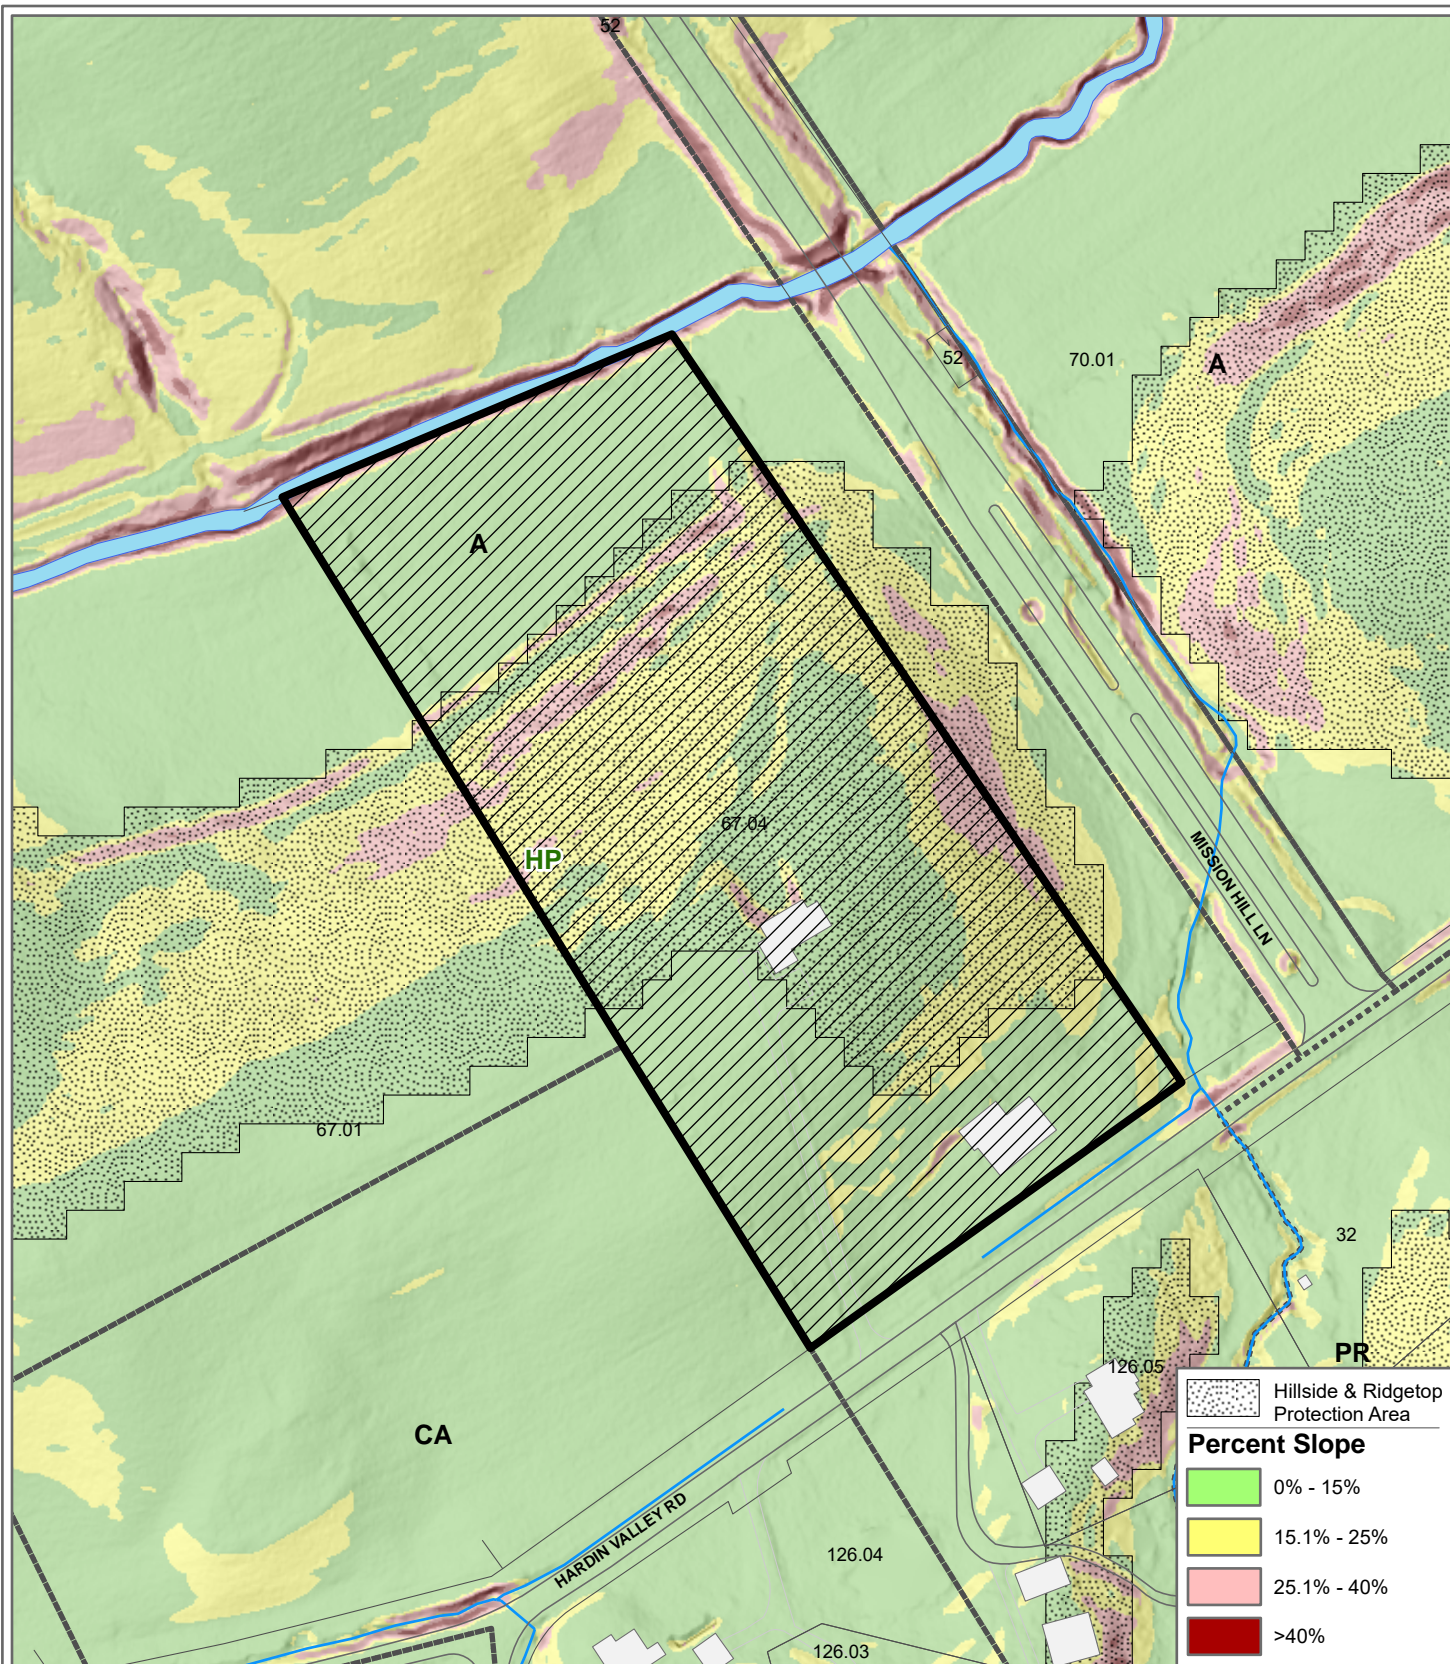 52
52
70.01
A
A
67.04
HP
MISSION HILL LN
67.01
32
PR
126.05
CA
HARDIN VALLEY RD
126.04
126.03
Hillside & Ridgetop
Protection Area
Percent Slope
0% - 15%
15.1% - 25%
25.1% - 40%
>40%